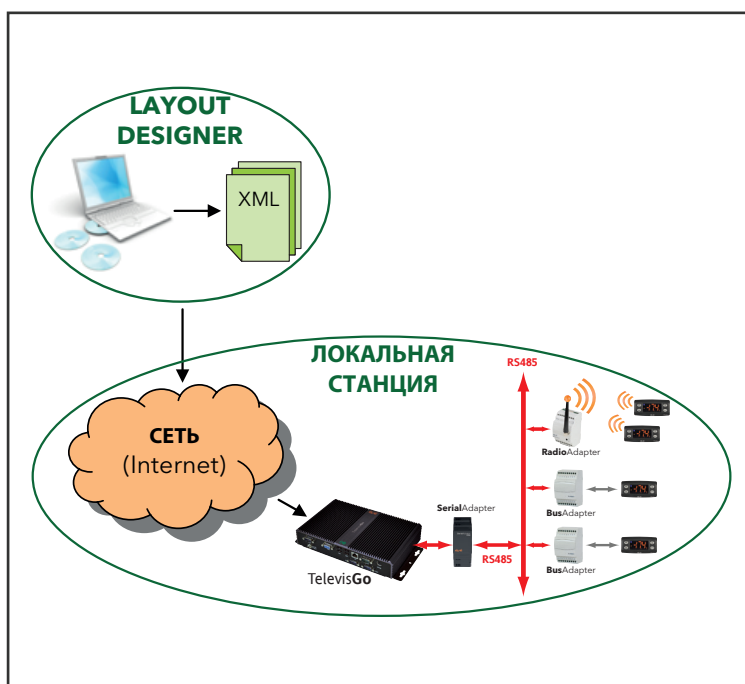 LAYOUT
DESIGNER
XML
ЛОКАЛЬНАЯ
СТАНЦИЯ
RS485
СЕТЬ
(Internet)
RadioAdapter
SerialAdapter
BusAdapter
RS485
BusAdapter
TelevisGo